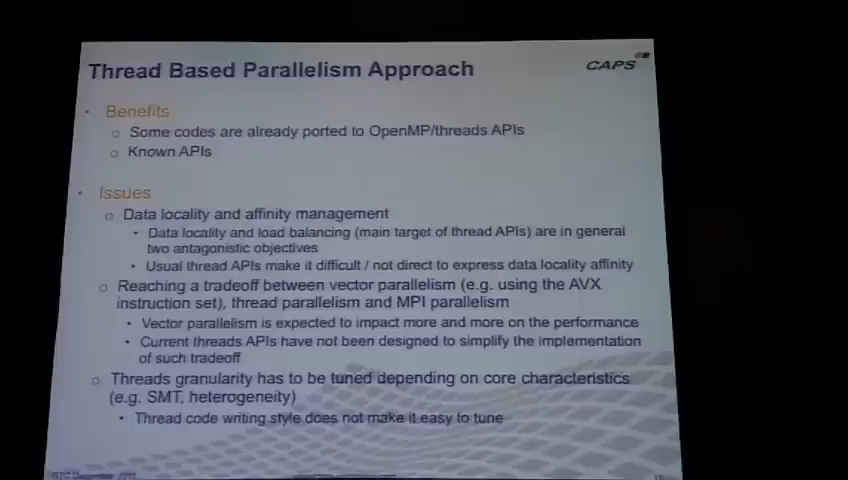 Thread Based Parallelism Approach
CAPS
• Benefits
o Some codes are already ported to OpenMP/threads APIs
o Known APIs
• Issues
o Data locality and affinity management
• Data locality and load balancing (main target of thread APIs) are in general
two antagonistic objectives
• Usual thread APIs make it difficult / not direct to express data locality affinity
o Reaching a tradeoff between vector parallelism (e.g. using the AVX
instruction set), thread parallelism and MPI parallelism
• Vector parallelism is expected to impact more and more on the performance
• Current threads APIs have not been designed to simplify the implementation
of such tradeoff
o Threads granularity has to be tuned depending on core characteristics
(e.g. SMT, heterogeneity)
• Thread code writing style does not make it easy to tune